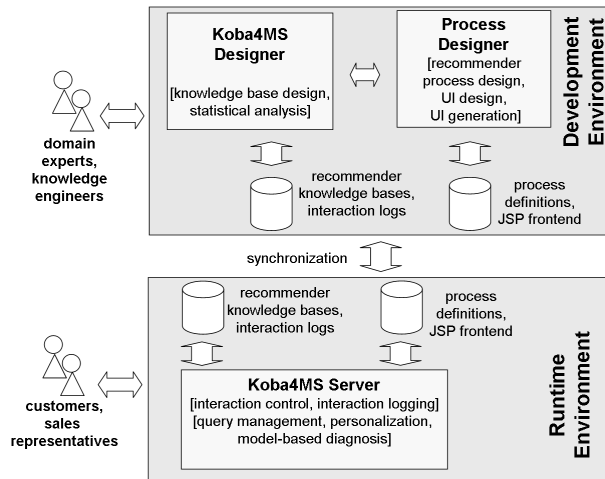 Koba4MS
Designer
[knowledge base design,
statistical analysis]
Process
Designer
[recommender
process design,
UI design,
UI generation]
Development
Environment
domain
experts,
knowledge
engineers
recommender
knowledge bases,
interaction logs
process
definitions,
JSP frontend
synchronization
recommender
knowledge bases,
interaction logs
process
definitions,
JSP frontend
Runtime
Environment
customers,
sales
representatives
Koba4MS Server
[interaction control, interaction logging]
[query management, personalization,
model-based diagnosis]